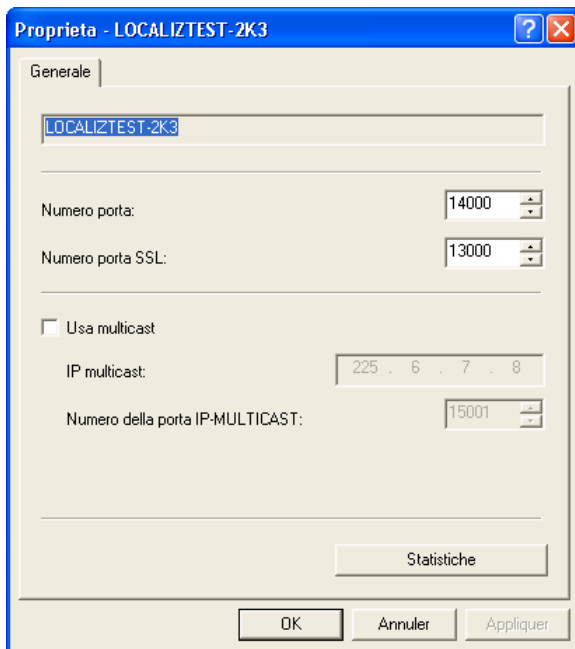 Proprieta - LOCALIZTEST-2K3
Generale
LOCALIZTEST-2K3
Numero porta: 14000
Numero porta SSL: 13000
Usa multicast
IP multicast: 225 . 6 . 7 . 8
Numero della porta IP-MULTICAST: 15001
Statistiche
OK Annuler Appliquer